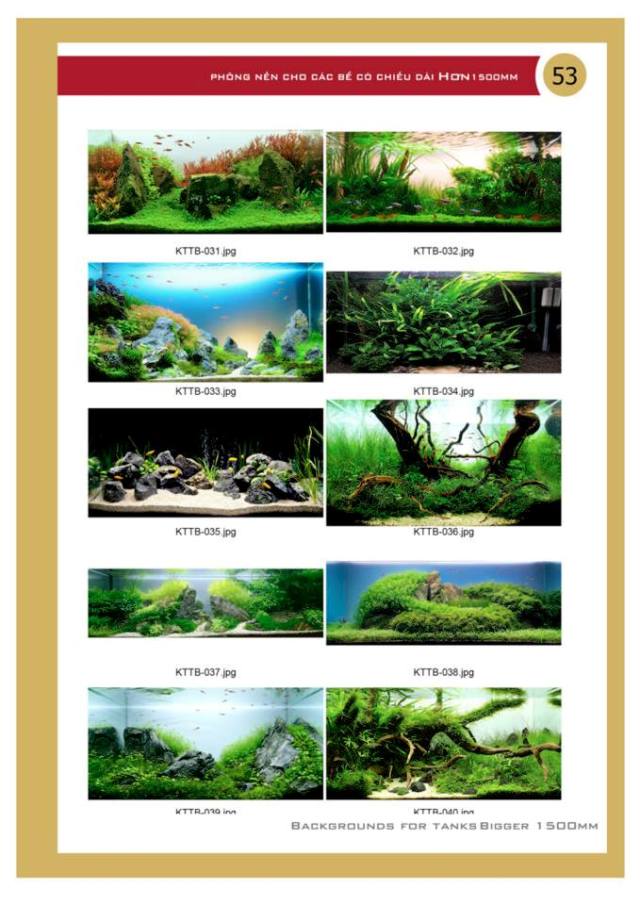 PHÔNG NỀN CHO CÁC BỂ CÓ CHIỀU DÀI HƠN 1500MM
53
KTTB-031.jpg KTTB-032.jpg
KTTB-033.jpg KTTB-034.jpg
KTTB-035.jpg KTTB-036.jpg
KTTB-037.jpg KTTB-038.jpg
KTTB-039.jpg KTTB-040.jpg
BACKGROUNDS FOR TANKS BIGGER 1500MM